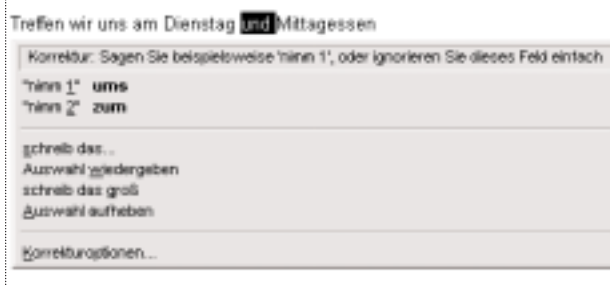 Treffen wir uns am Dienstag und Mittagessen
Korrektur: Sagen Sie beispielsweise 'nimm 1', oder ignorieren Sie dieses Feld einfach
"nimm 1" ums
"nimm 2" zum
schreib das...
Auswahl wiedergeben
schreib das groß
Auswahl aufheben
Korrekturoptionen...